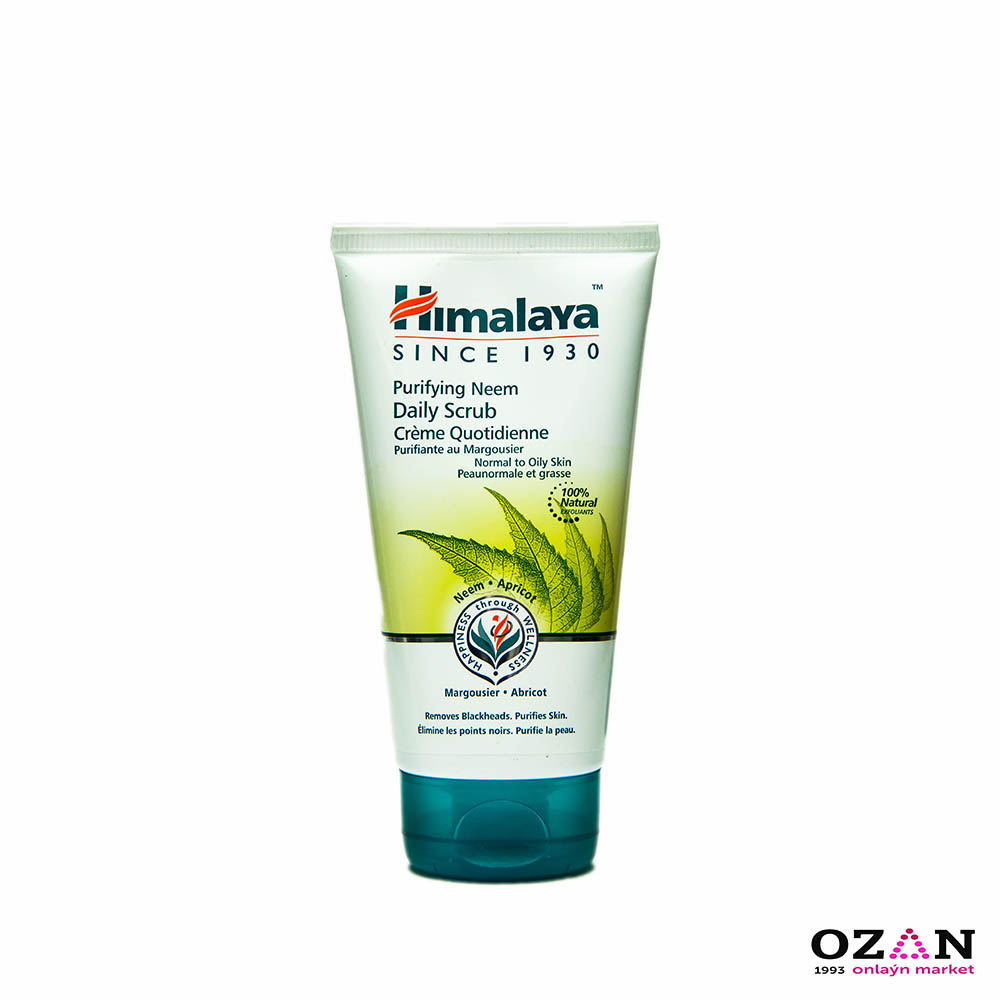 Himalaya™
SINCE 1930
Purifying Neem
Daily Scrub
Crème Quotidienne
Purifiante au Margousier
Normal to Oily Skin
Peaunormale et grasse
100%
Natural
EXFOLIANTS
Neem • Apricot
HAPPINESS through WELLNESS
Margousier • Abricot
Removes Blackheads. Purifies Skin.
Élimine les points noirs. Purifie la peau.
OZAN
1993 onlaýn market